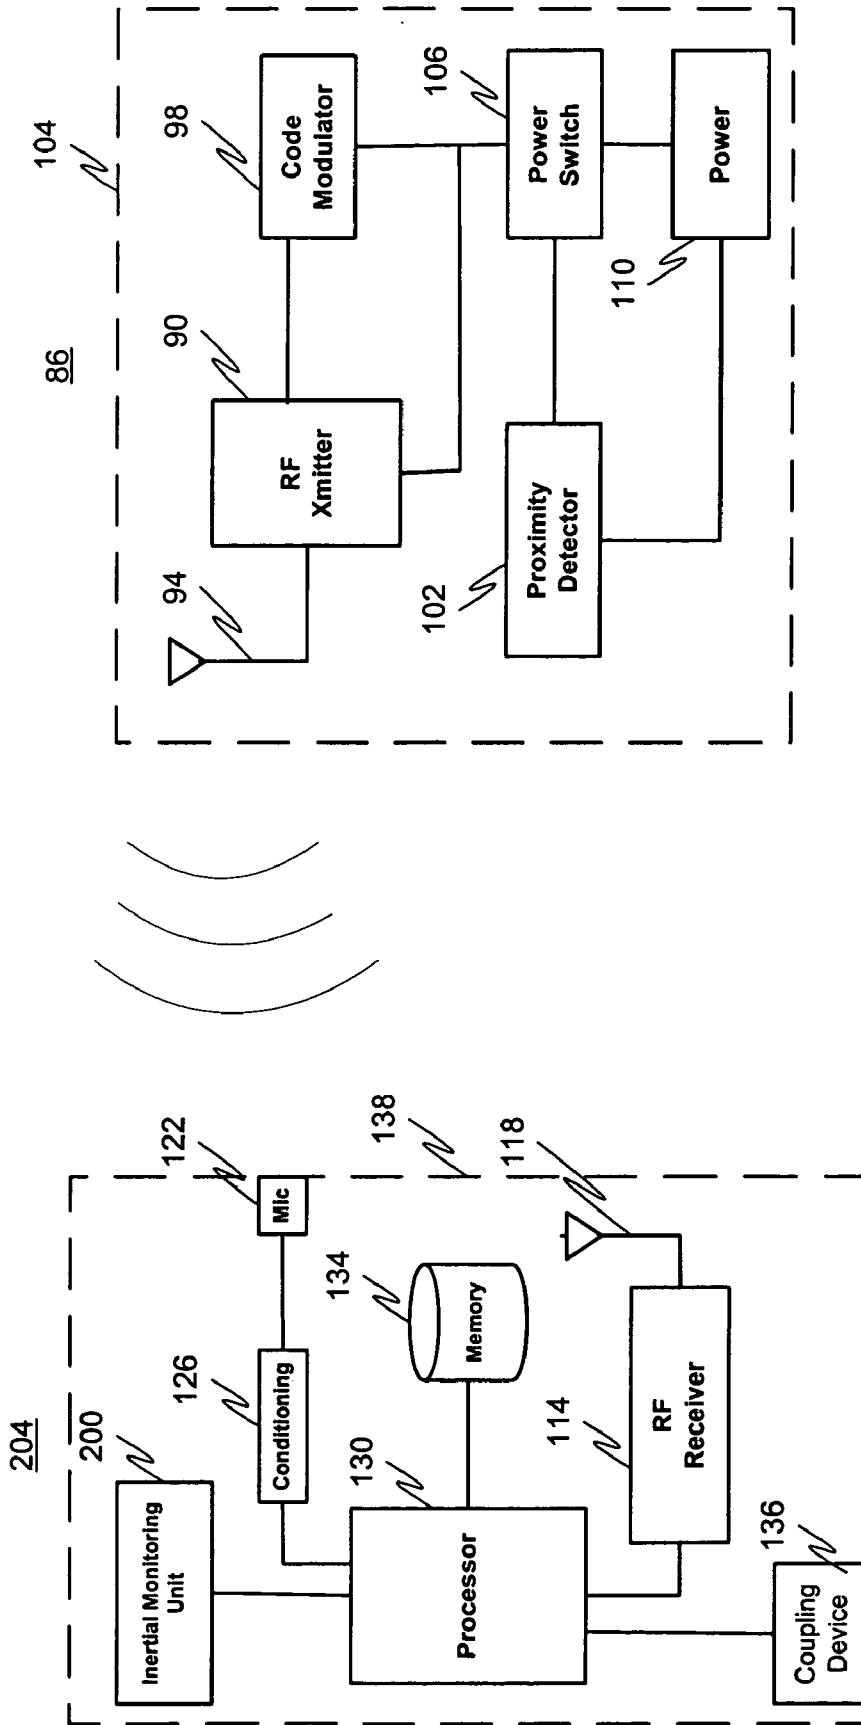 204
200
Inertial Monitoring
Unit
126
Conditioning
122
Mic
130
Processor
134
Memory
138
118
114
RF
Receiver
136
Coupling
Device
86
104
94
90
RF
Xmitter
98
Code
Modulator
102
Proximity
Detector
106
Power
Switch
110
Power